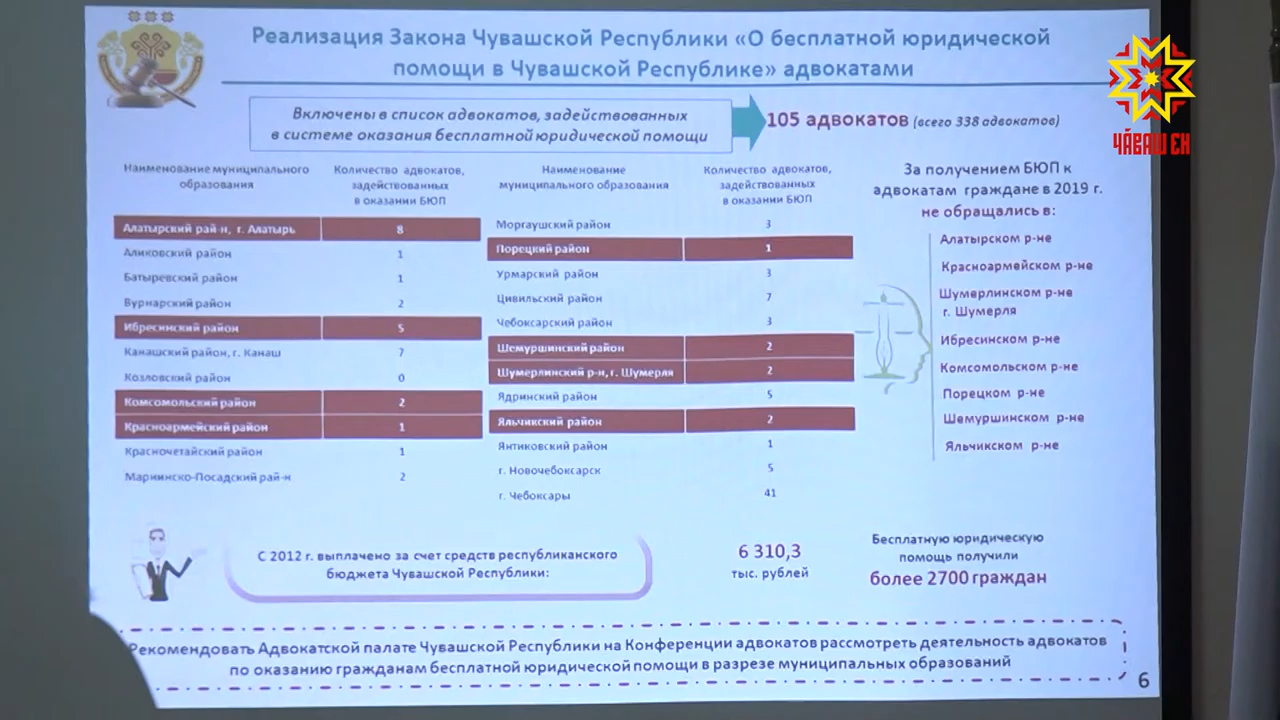 Реализация Закона Чувашской Республики «О бесплатной юридической
помощи в Чувашской Республике» адвокатами
ЧӐВАШ ЕН
Включены в список адвокатов, задействованных
в системе оказания бесплатной юридической помощи
105 адвокатов (всего 338 адвокатов)
Наименование муниципального
образования
Количество адвокатов,
задействованных
в оказании БЮП
Алатырский рай-н, г. Алатырь 8
Аликовский район 1
Батыревский район 1
Вурнарский район 2
Ибресинский район 5
Канашский район, г. Канаш 7
Козловский район 0
Комсомольский район 2
Красноармейский район 1
Красночетайский район 1
Мариинско-Посадский рай-н 2
Наименование
муниципального образования
Количество адвокатов,
задействованных
в оказании БЮП
Моргаушский район 3
Порецкий район 1
Урмарский район 3
Цивильский район 7
Чебоксарский район 3
Шемуршинский район 2
Шумерлинский р-н, г. Шумерля 2
Ядринский район 5
Яльчикский район 2
Янтиковский район 1
г. Новочебоксарск 5
г. Чебоксары 41
За получением БЮП к
адвокатам граждане в 2019 г.
не обращались в:
Алатырском р-не
Красноармейском р-не
Шумерлинском р-не
г. Шумерля
Ибресинском р-не
Комсомольском р-не
Порецком р-не
Шемуршинском р-не
Яльчикском р-не
С 2012 г. выплачено за счет средств республиканского
бюджета Чувашской Республики:
6 310,3
тыс. рублей
Бесплатную юридическую
помощь получили
более 2700 граждан
Рекомендовать Адвокатской палате Чувашской Республики на Конференции адвокатов рассмотреть деятельность адвокатов
по оказанию гражданам бесплатной юридической помощи в разрезе муниципальных образований
6